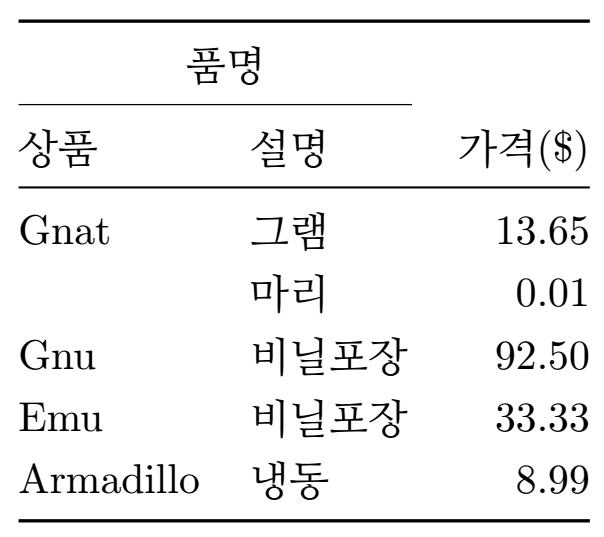 품명
상품 설명 가격($)
Gnat 그램 13.65
마리 0.01
Gnu 비닐포장 92.50
Emu 비닐포장 33.33
Armadillo 냉동 8.99